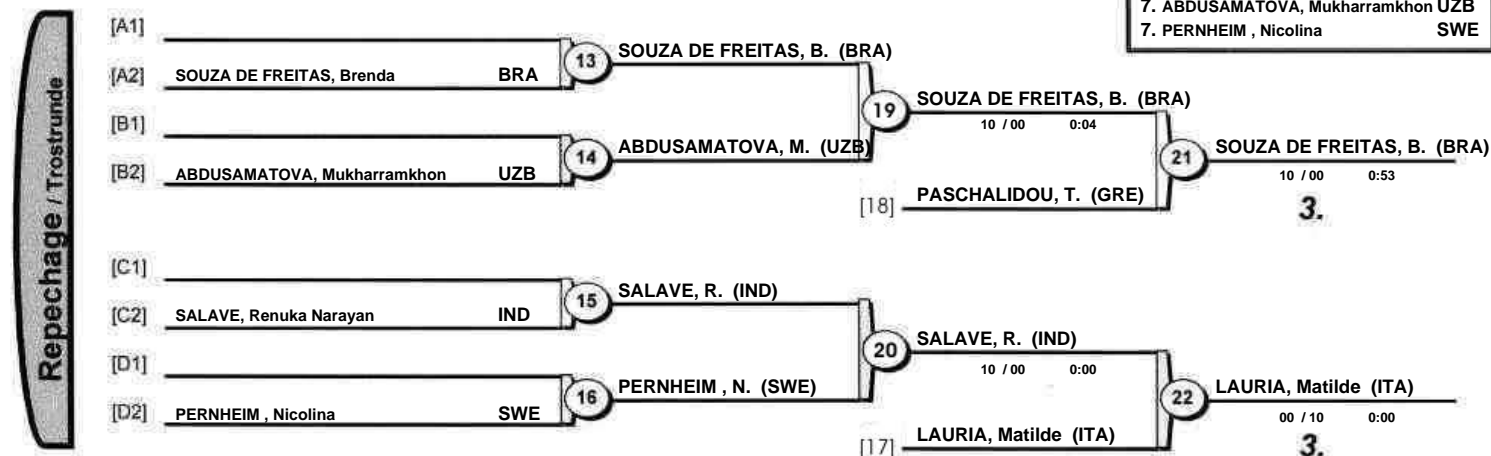 7. ABDUSAMATOVA, Mukharramkhon UZB
7. PERNHEIM , Nicolina SWE
Repechage / Trostrunde
[A1]
[A2] SOUZA DE FREITAS, Brenda BRA
13
SOUZA DE FREITAS, B. (BRA)
[B1]
[B2] ABDUSAMATOVA, Mukharramkhon UZB
14
ABDUSAMATOVA, M. (UZB)
19
SOUZA DE FREITAS, B. (BRA)
10 / 00 0:04
[18] PASCHALIDOU, T. (GRE)
21
SOUZA DE FREITAS, B. (BRA)
10 / 00 0:53
3.
[C1]
[C2] SALAVE, Renuka Narayan IND
15
SALAVE, R. (IND)
[D1]
[D2] PERNHEIM , Nicolina SWE
16
PERNHEIM , N. (SWE)
20
SALAVE, R. (IND)
10 / 00 0:00
[17] LAURIA, Matilde (ITA)
22
LAURIA, Matilde (ITA)
00 / 10 0:00
3.